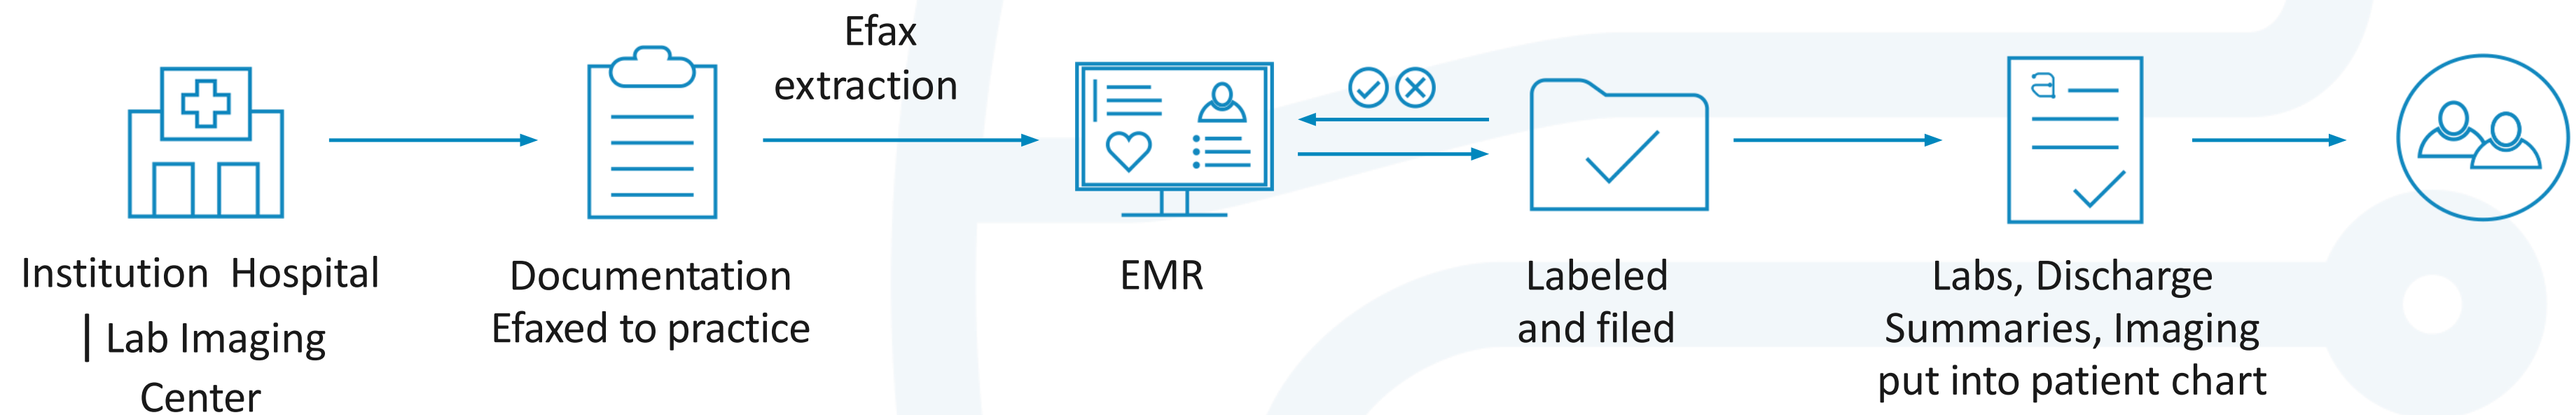 Efax
extraction
Institution  Hospital
| Lab Imaging
Center
Documentation
Efaxed to practice
EMR
Labeled
and filed
a
Labs, Discharge
Summaries, Imaging
put into patient chart